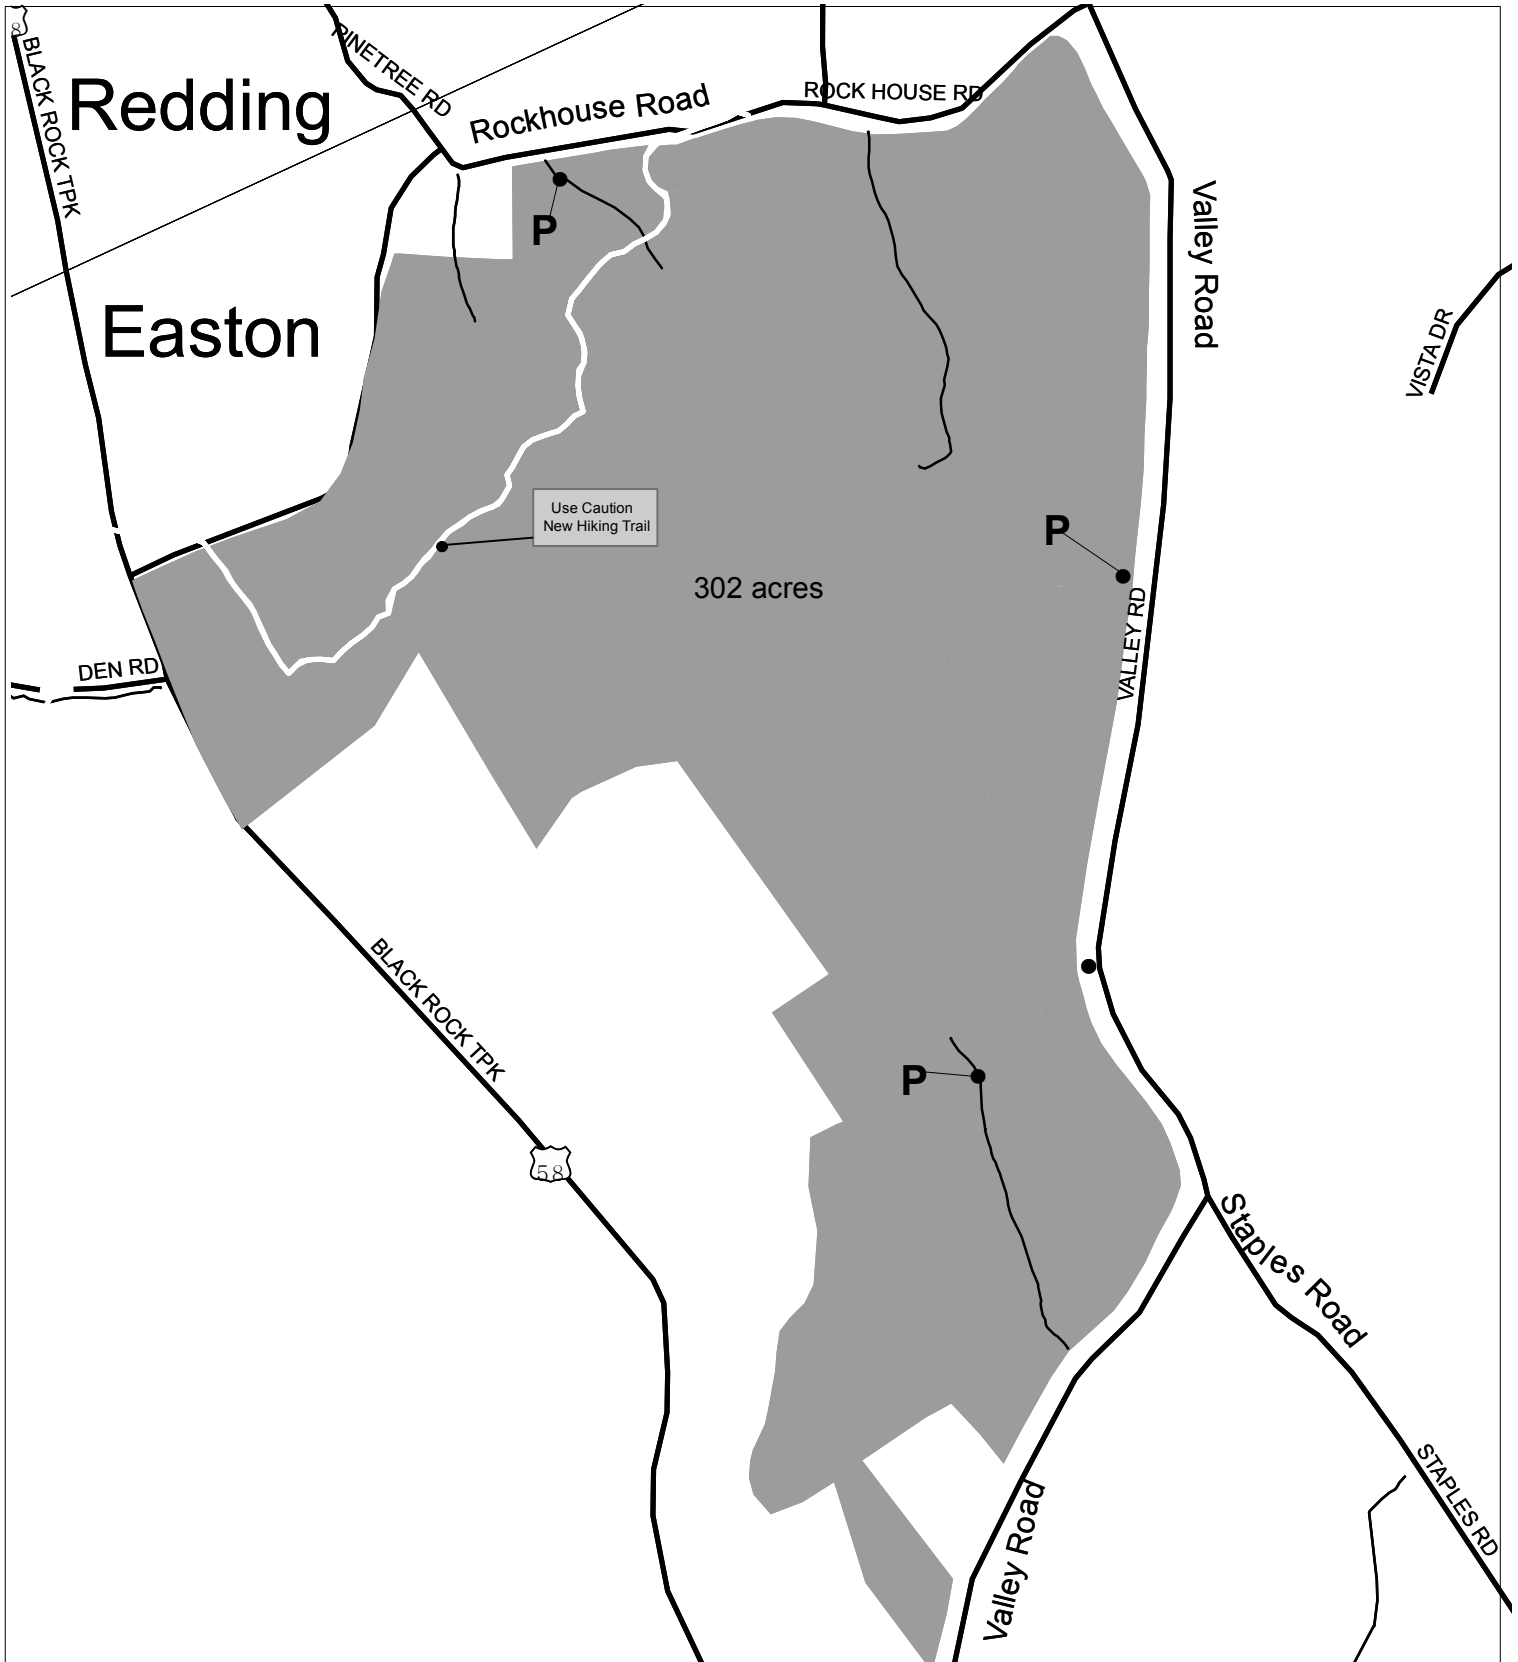 8
BLACK ROCK TPK
Redding
PINETREE RD
Rockhouse Road
ROCK HOUSE RD
P
Valley Road
Easton
VISTA DR
Use Caution
New Hiking Trail
P
302 acres
VALLEY RD
DEN RD
BLACK ROCK TPK
P
58
Staples Road
STAPLES RD
Valley Road